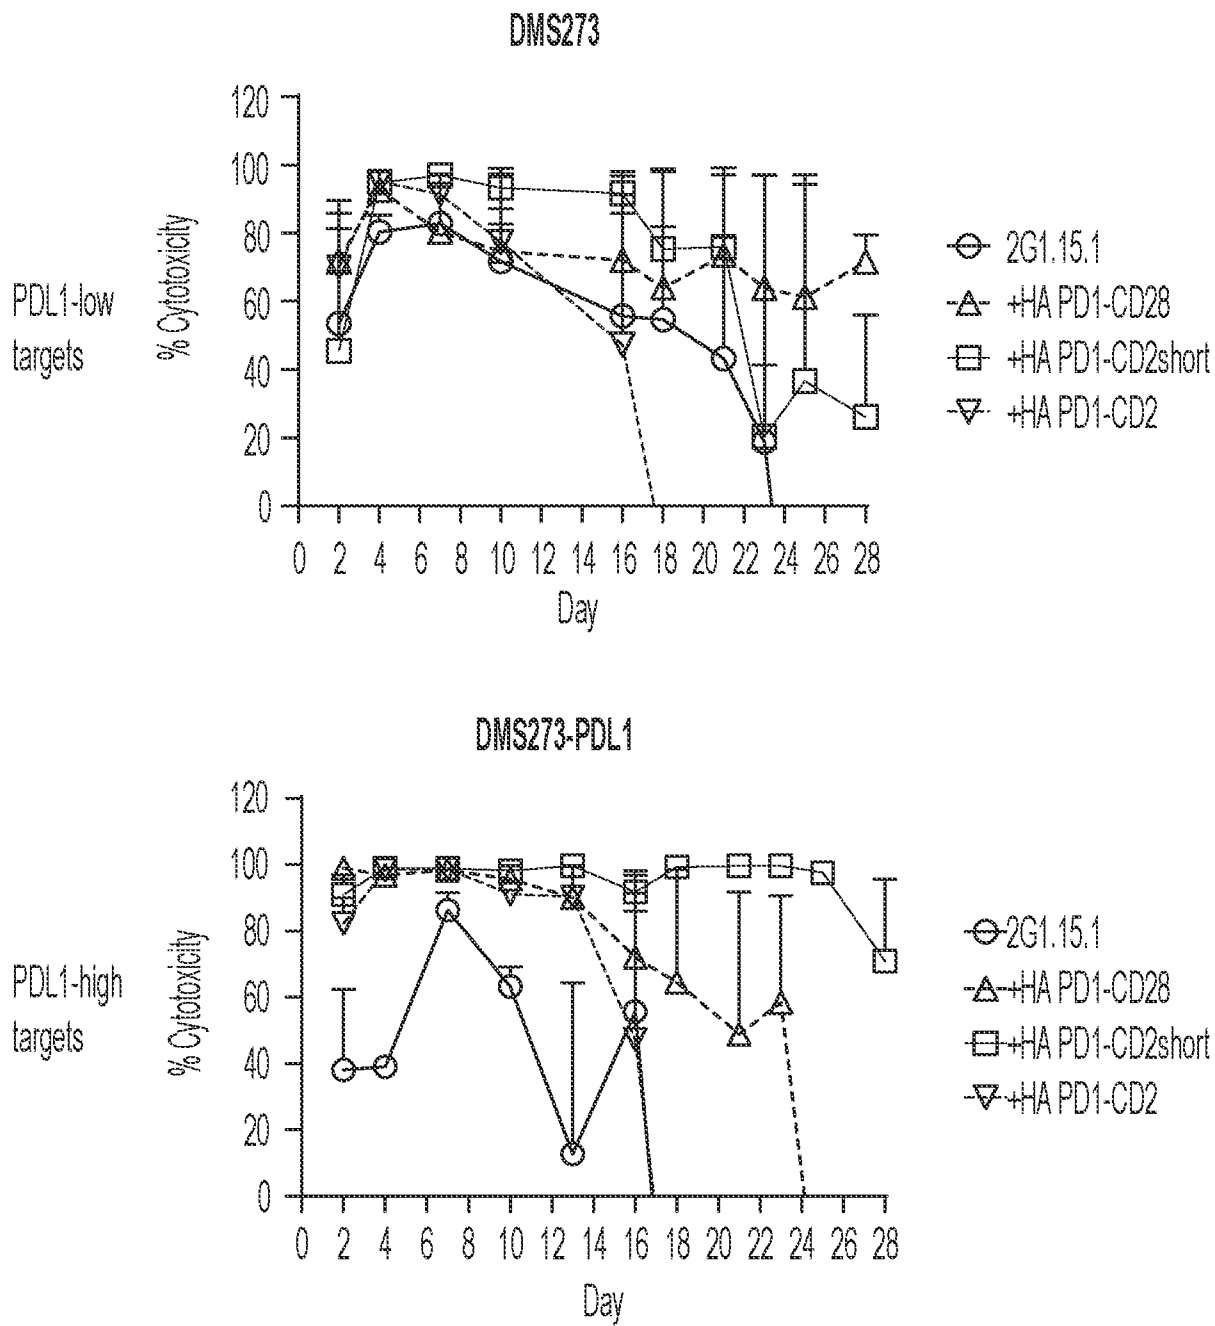 DMS273
120
100
80
60
40
20
0
% Cytotoxicity
PDL1-low
targets
0 2 4 6 8 10 12 14 16 18 20 22 24 26 28
Day
2G1.15.1
+HA PD1-CD28
+HA PD1-CD2short
+HA PD1-CD2
DMS273-PDL1
120
100
80
60
40
20
0
% Cytotoxicity
PDL1-high
targets
0 2 4 6 8 10 12 14 16 18 20 22 24 26 28
Day
2G1.15.1
+HA PD1-CD28
+HA PD1-CD2short
+HA PD1-CD2